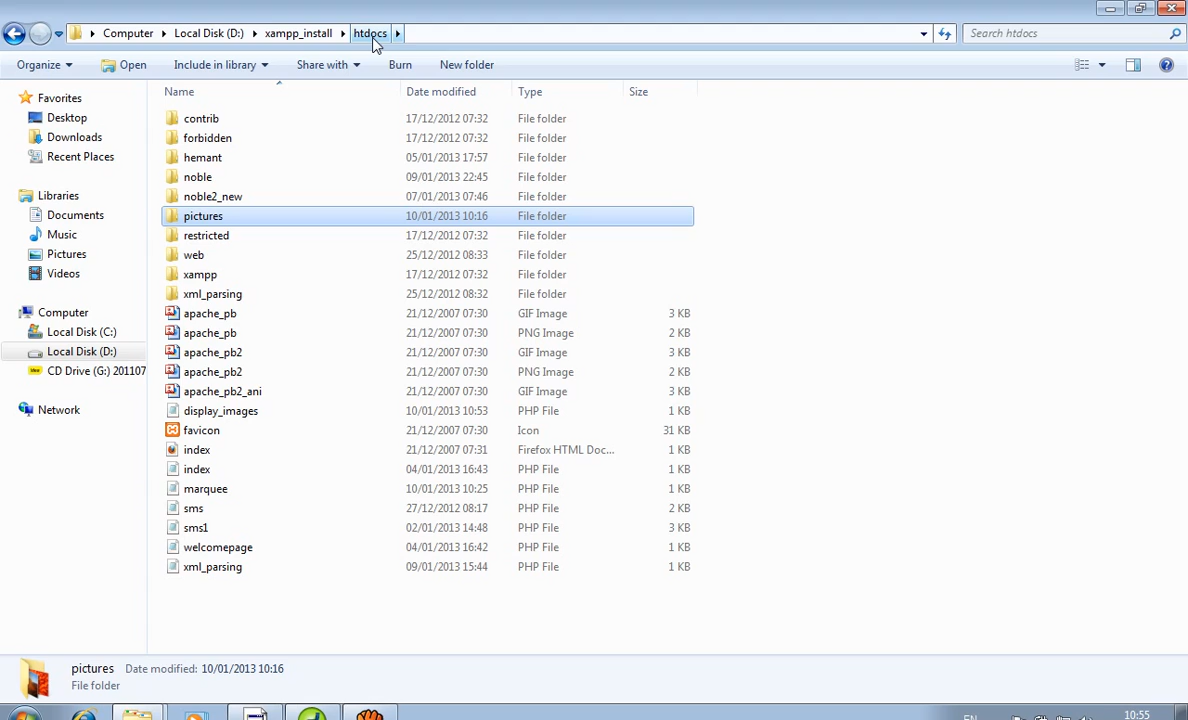 Computer Local Disk (D:) xampp_install htdocs Search htdocs
Organize Open Include in library Share with Burn New folder
Name Date modified Type Size
Favorites
Desktop
Downloads
Recent Places
Libraries
Documents
Music
Pictures
Videos
Computer
Local Disk (C:)
Local Disk (D:)
CD Drive (G:) 201107
Network
contrib 17/12/2012 07:32 File folder
forbidden 17/12/2012 07:32 File folder
hemant 05/01/2013 17:57 File folder
noble 09/01/2013 22:45 File folder
noble2_new 07/01/2013 07:46 File folder
pictures 10/01/2013 10:16 File folder
restricted 17/12/2012 07:32 File folder
web 25/12/2012 08:33 File folder
xampp 17/12/2012 07:32 File folder
xml_parsing 25/12/2012 08:32 File folder
apache_pb 21/12/2007 07:30 GIF Image 3 KB
apache_pb 21/12/2007 07:30 PNG Image 2 KB
apache_pb2 21/12/2007 07:30 GIF Image 3 KB
apache_pb2 21/12/2007 07:30 PNG Image 2 KB
apache_pb2_ani 21/12/2007 07:30 GIF Image 3 KB
display_images 10/01/2013 10:53 PHP File 1 KB
favicon 21/12/2007 07:30 Icon 31 KB
index 21/12/2007 07:31 Firefox HTML Doc... 1 KB
index 04/01/2013 16:43 PHP File 1 KB
marquee 10/01/2013 10:25 PHP File 1 KB
sms 27/12/2012 08:17 PHP File 2 KB
sms1 02/01/2013 14:48 PHP File 3 KB
welcomepage 04/01/2013 16:42 PHP File 1 KB
xml_parsing 09/01/2013 15:44 PHP File 1 KB
pictures Date modified: 10/01/2013 10:16
File folder
EN 10:55